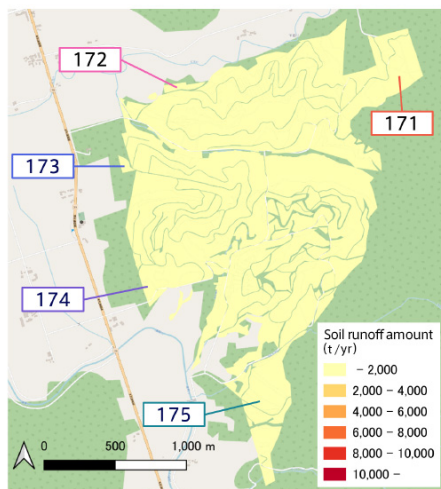 172
171
173
174
175
Soil runoff amount
(t/yr)
- 2,000
2,000 - 4,000
4,000 - 6,000
6,000 - 8,000
8,000 - 10,000
10,000 -
0 500 1,000 m